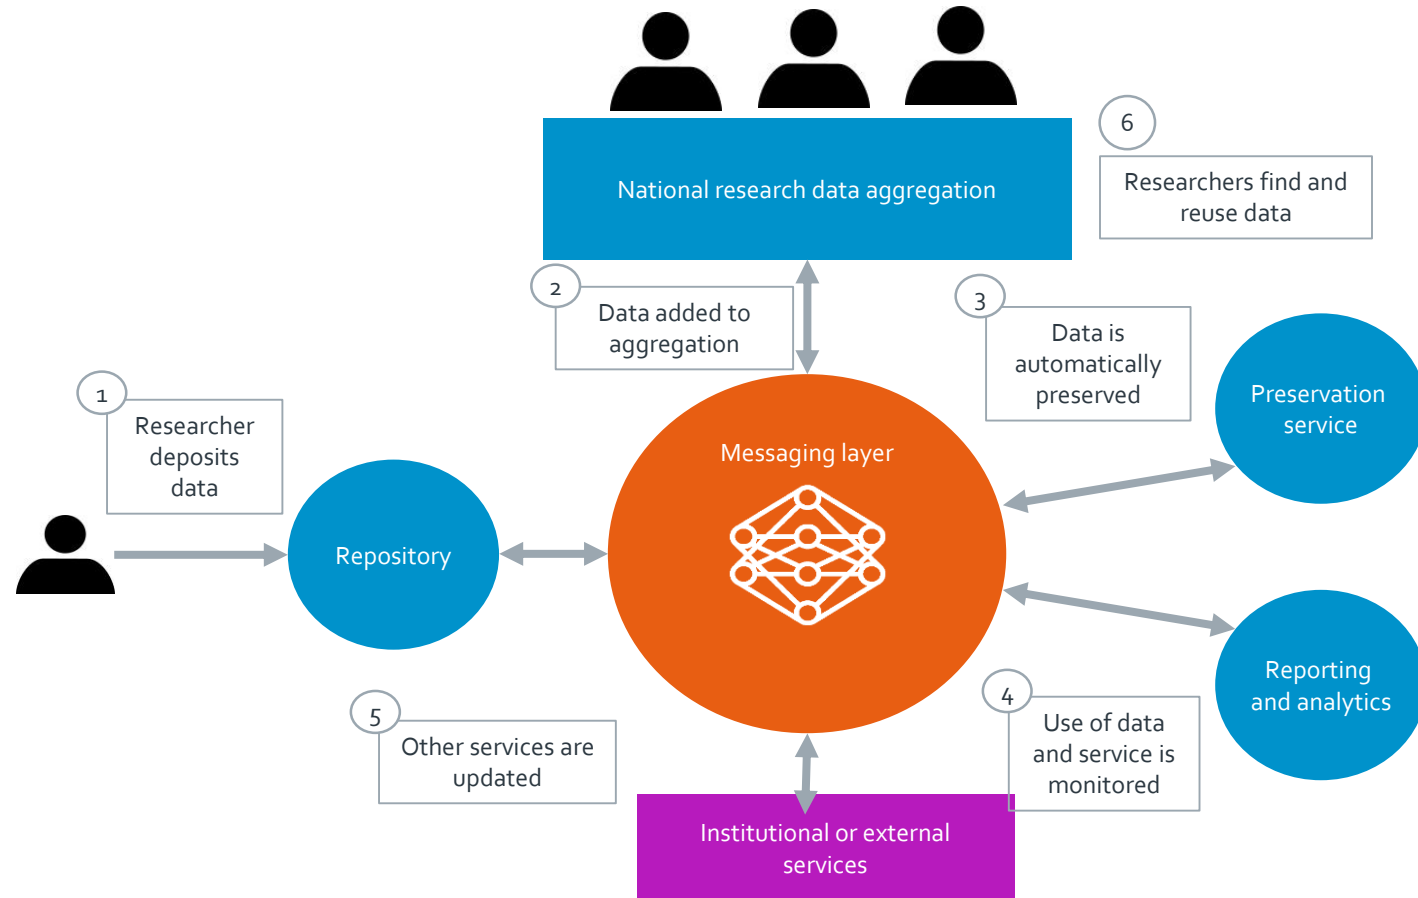 6
National research data aggregation
Researchers find and
reuse data
2
Data added to
aggregation
3
Data is
automatically
preserved
Preservation
service
1
Researcher
deposits
data
Messaging layer
Repository
Reporting
and analytics
4
Use of data
and service is
monitored
5
Other services are
updated
Institutional or external
services